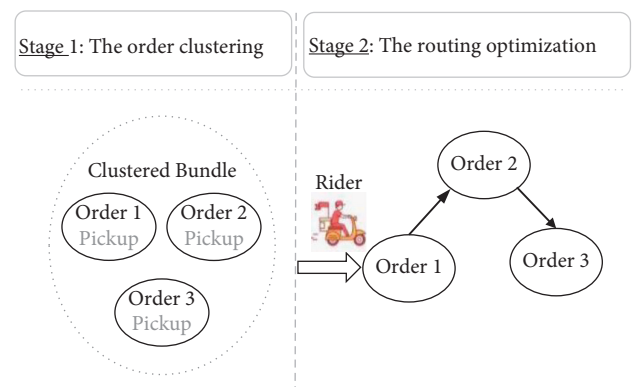 Stage 1: The order clustering
Stage 2: The routing optimization
Clustered Bundle
Order 1
Pickup
Order 2
Pickup
Order 3
Pickup
Rider
Order 1
Order 2
Order 3